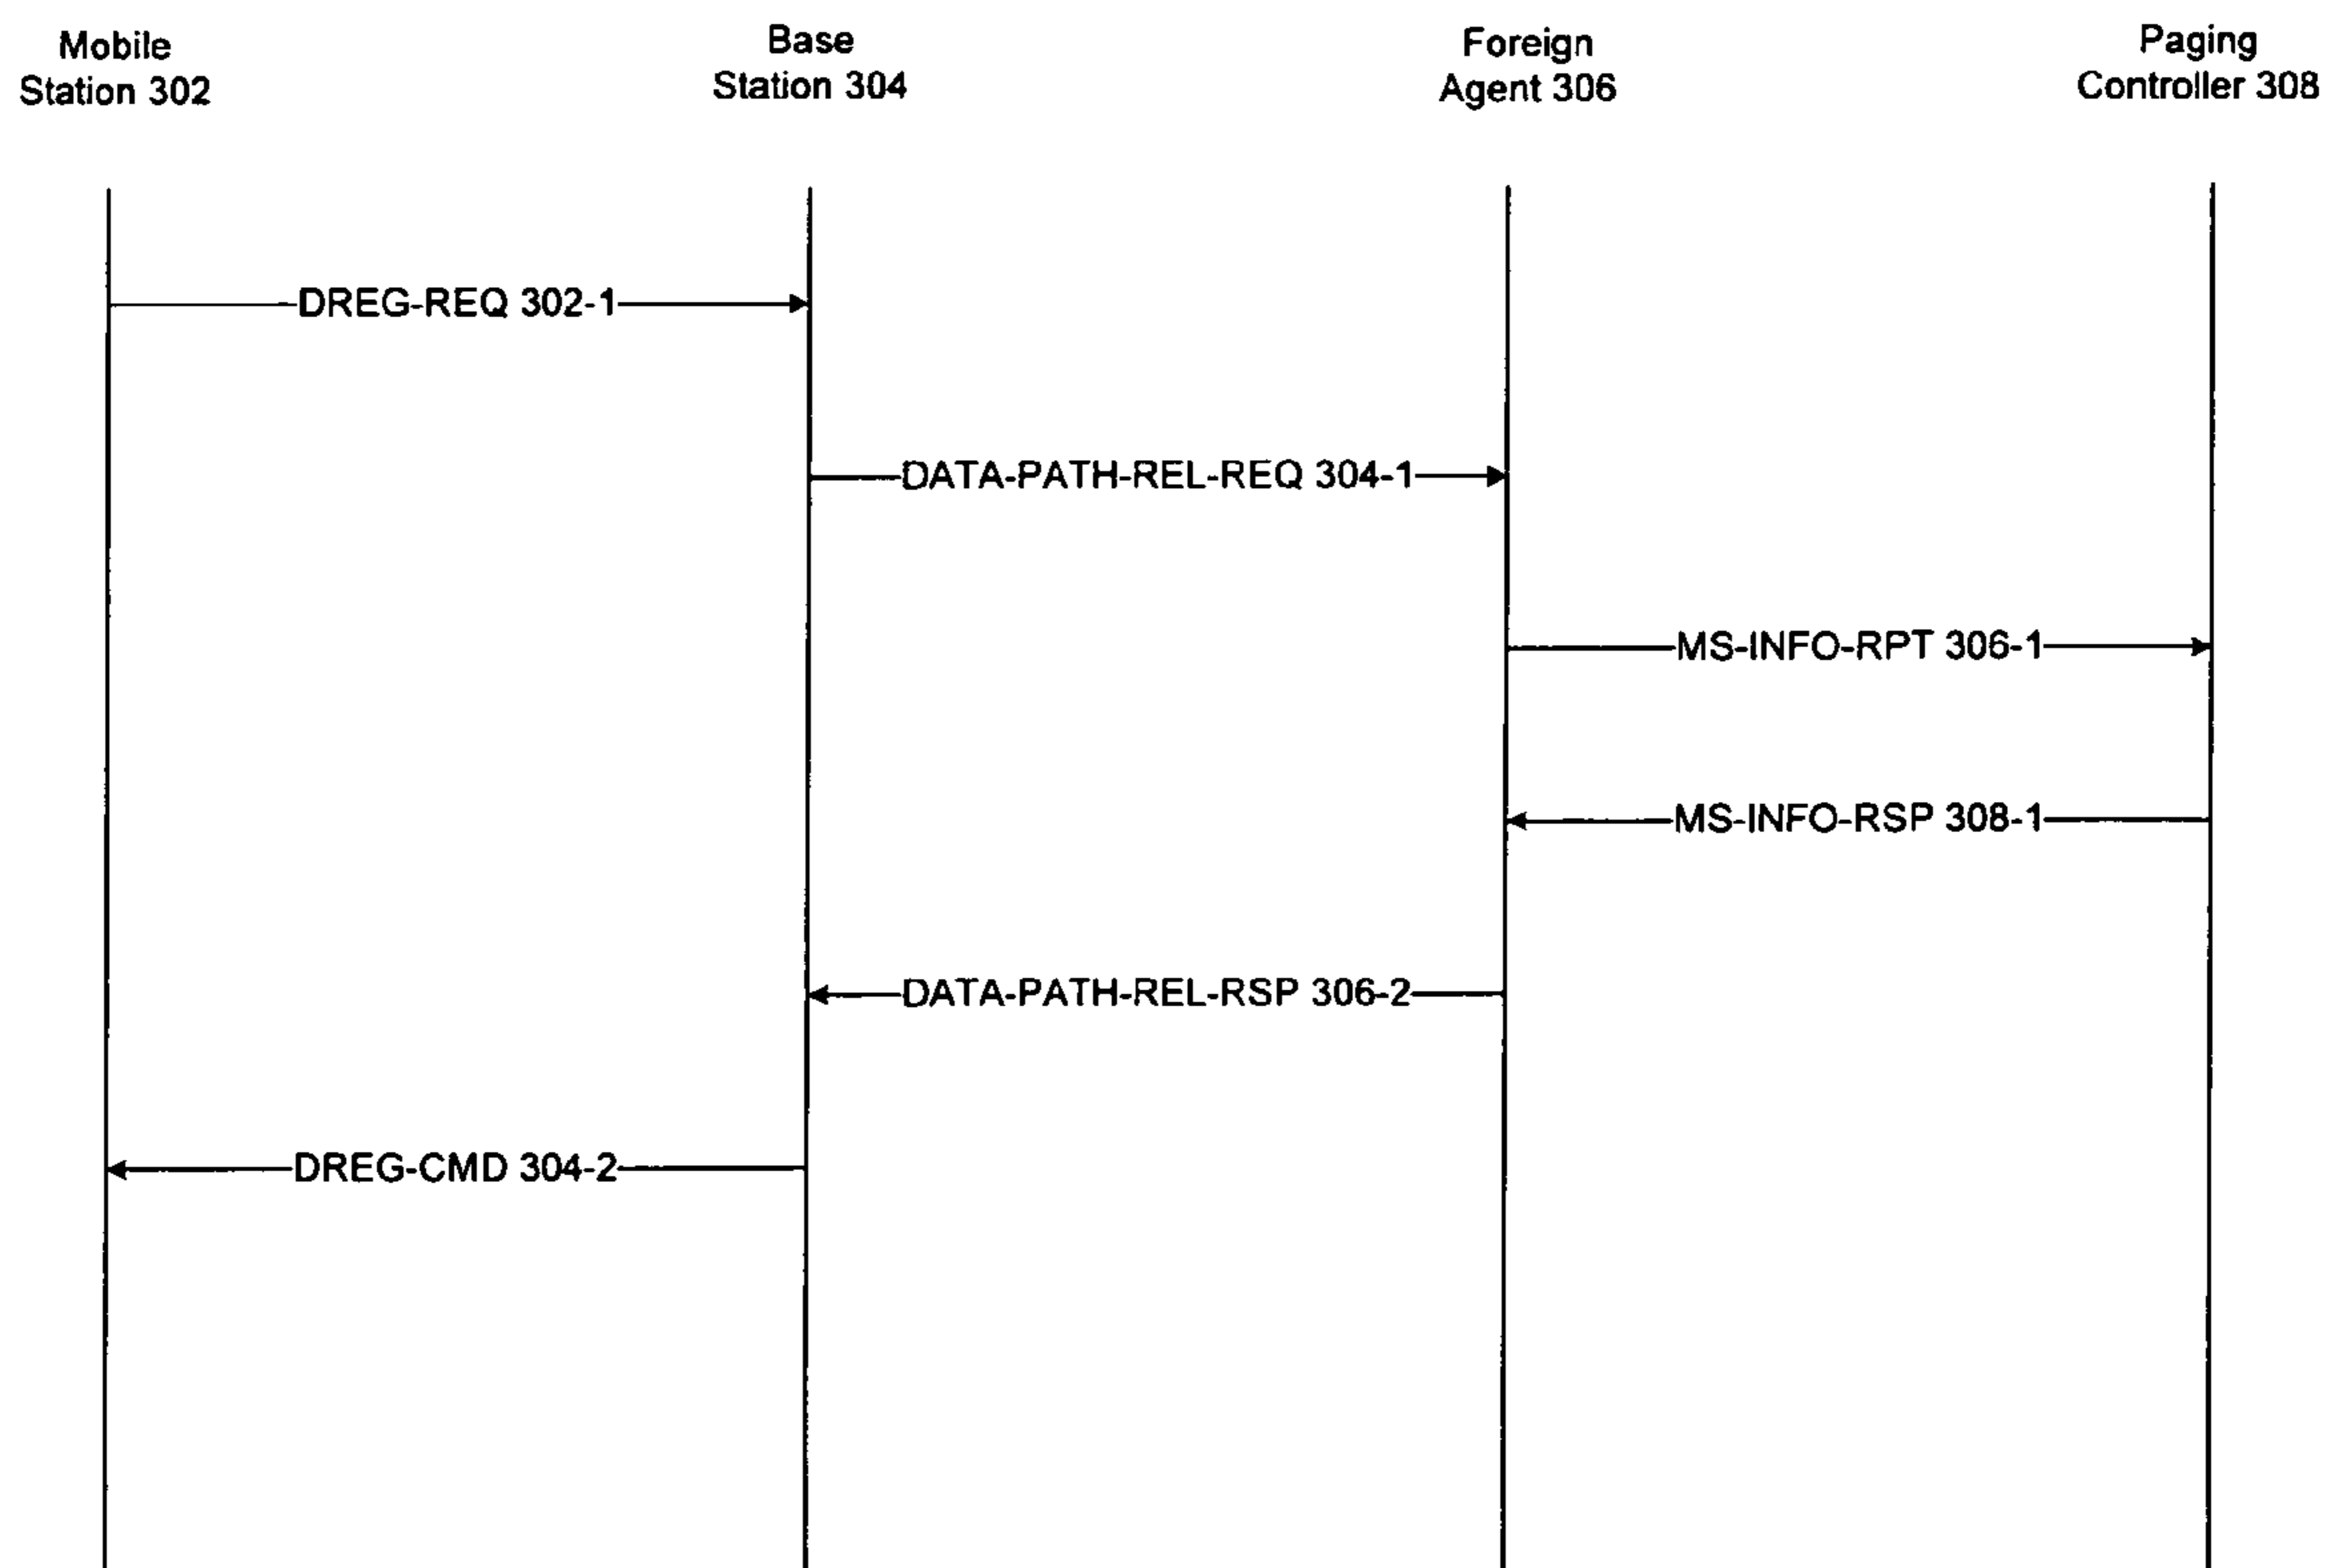 Mobile
Station 302
Base
Station 304
Foreign
Agent 306
Paging
Controller 308
DREG-REQ 302-1
DATA-PATH-REL-REQ 304-1
MS-INFO-RPT 306-1
MS-INFO-RSP 308-1
DATA-PATH-REL-RSP 306-2
DREG-CMD 304-2